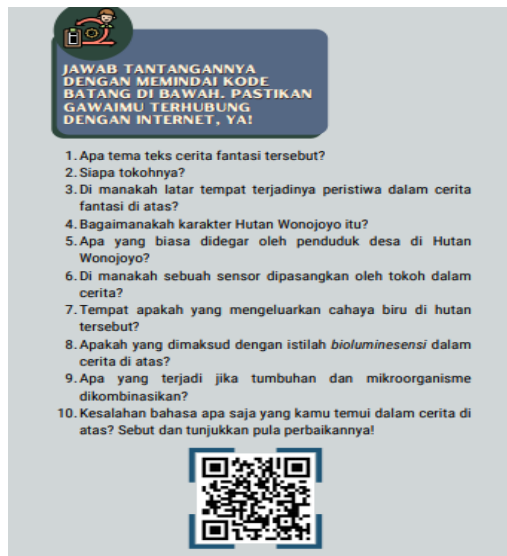 JAWAB TANTANGANNYA
DENGAN MEMINDAI KODE
BATANG DI BAWAH. PASTIKAN
GAWAIMU TERHUBUNG
DENGAN INTERNET, YA!
1. Apa tema teks cerita fantasi tersebut?
2. Siapa tokohnya?
3. Di manakah latar tempat terjadinya peristiwa dalam cerita
fantasi di atas?
4. Bagaimanakah karakter Hutan Wonojoyo itu?
5. Apa yang biasa didegar oleh penduduk desa di Hutan
Wonojoyo?
6. Di manakah sebuah sensor dipasangkan oleh tokoh dalam
cerita?
7. Tempat apakah yang mengeluarkan cahaya biru di hutan
tersebut?
8. Apakah yang dimaksud dengan istilah bioluminesensi dalam
cerita di atas?
9. Apa yang terjadi jika tumbuhan dan mikroorganisme
dikombinasikan?
10. Kesalahan bahasa apa saja yang kamu temui dalam cerita di
atas? Sebut dan tunjukkan pula perbaikannya!